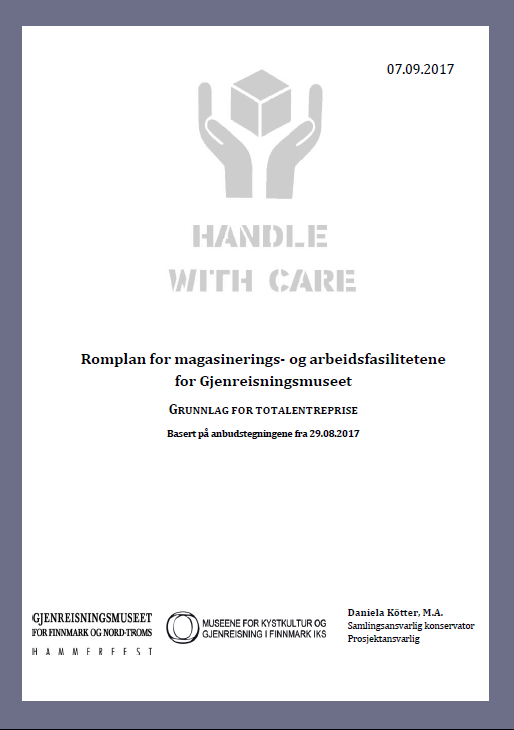 07.09.2017
HANDLE
WITH CARE
Romplan for magasinerings- og arbeidsfasilitetene
for Gjenreisningsmuseet
GRUNNLAG FOR TOTALENTREPRISE
Basert på anbudstegningene fra 29.08.2017
GJENREISNINGSMUSEET
FOR FINNMARK OG NORD-TROMS
HAMMERFEST
MUSEENE FOR KYSTKULTUR OG
GJENREISNING I FINNMARK IKS
Daniela Kötter, M.A.
Samlingsansvarlig konservator
Prosjektansvarlig